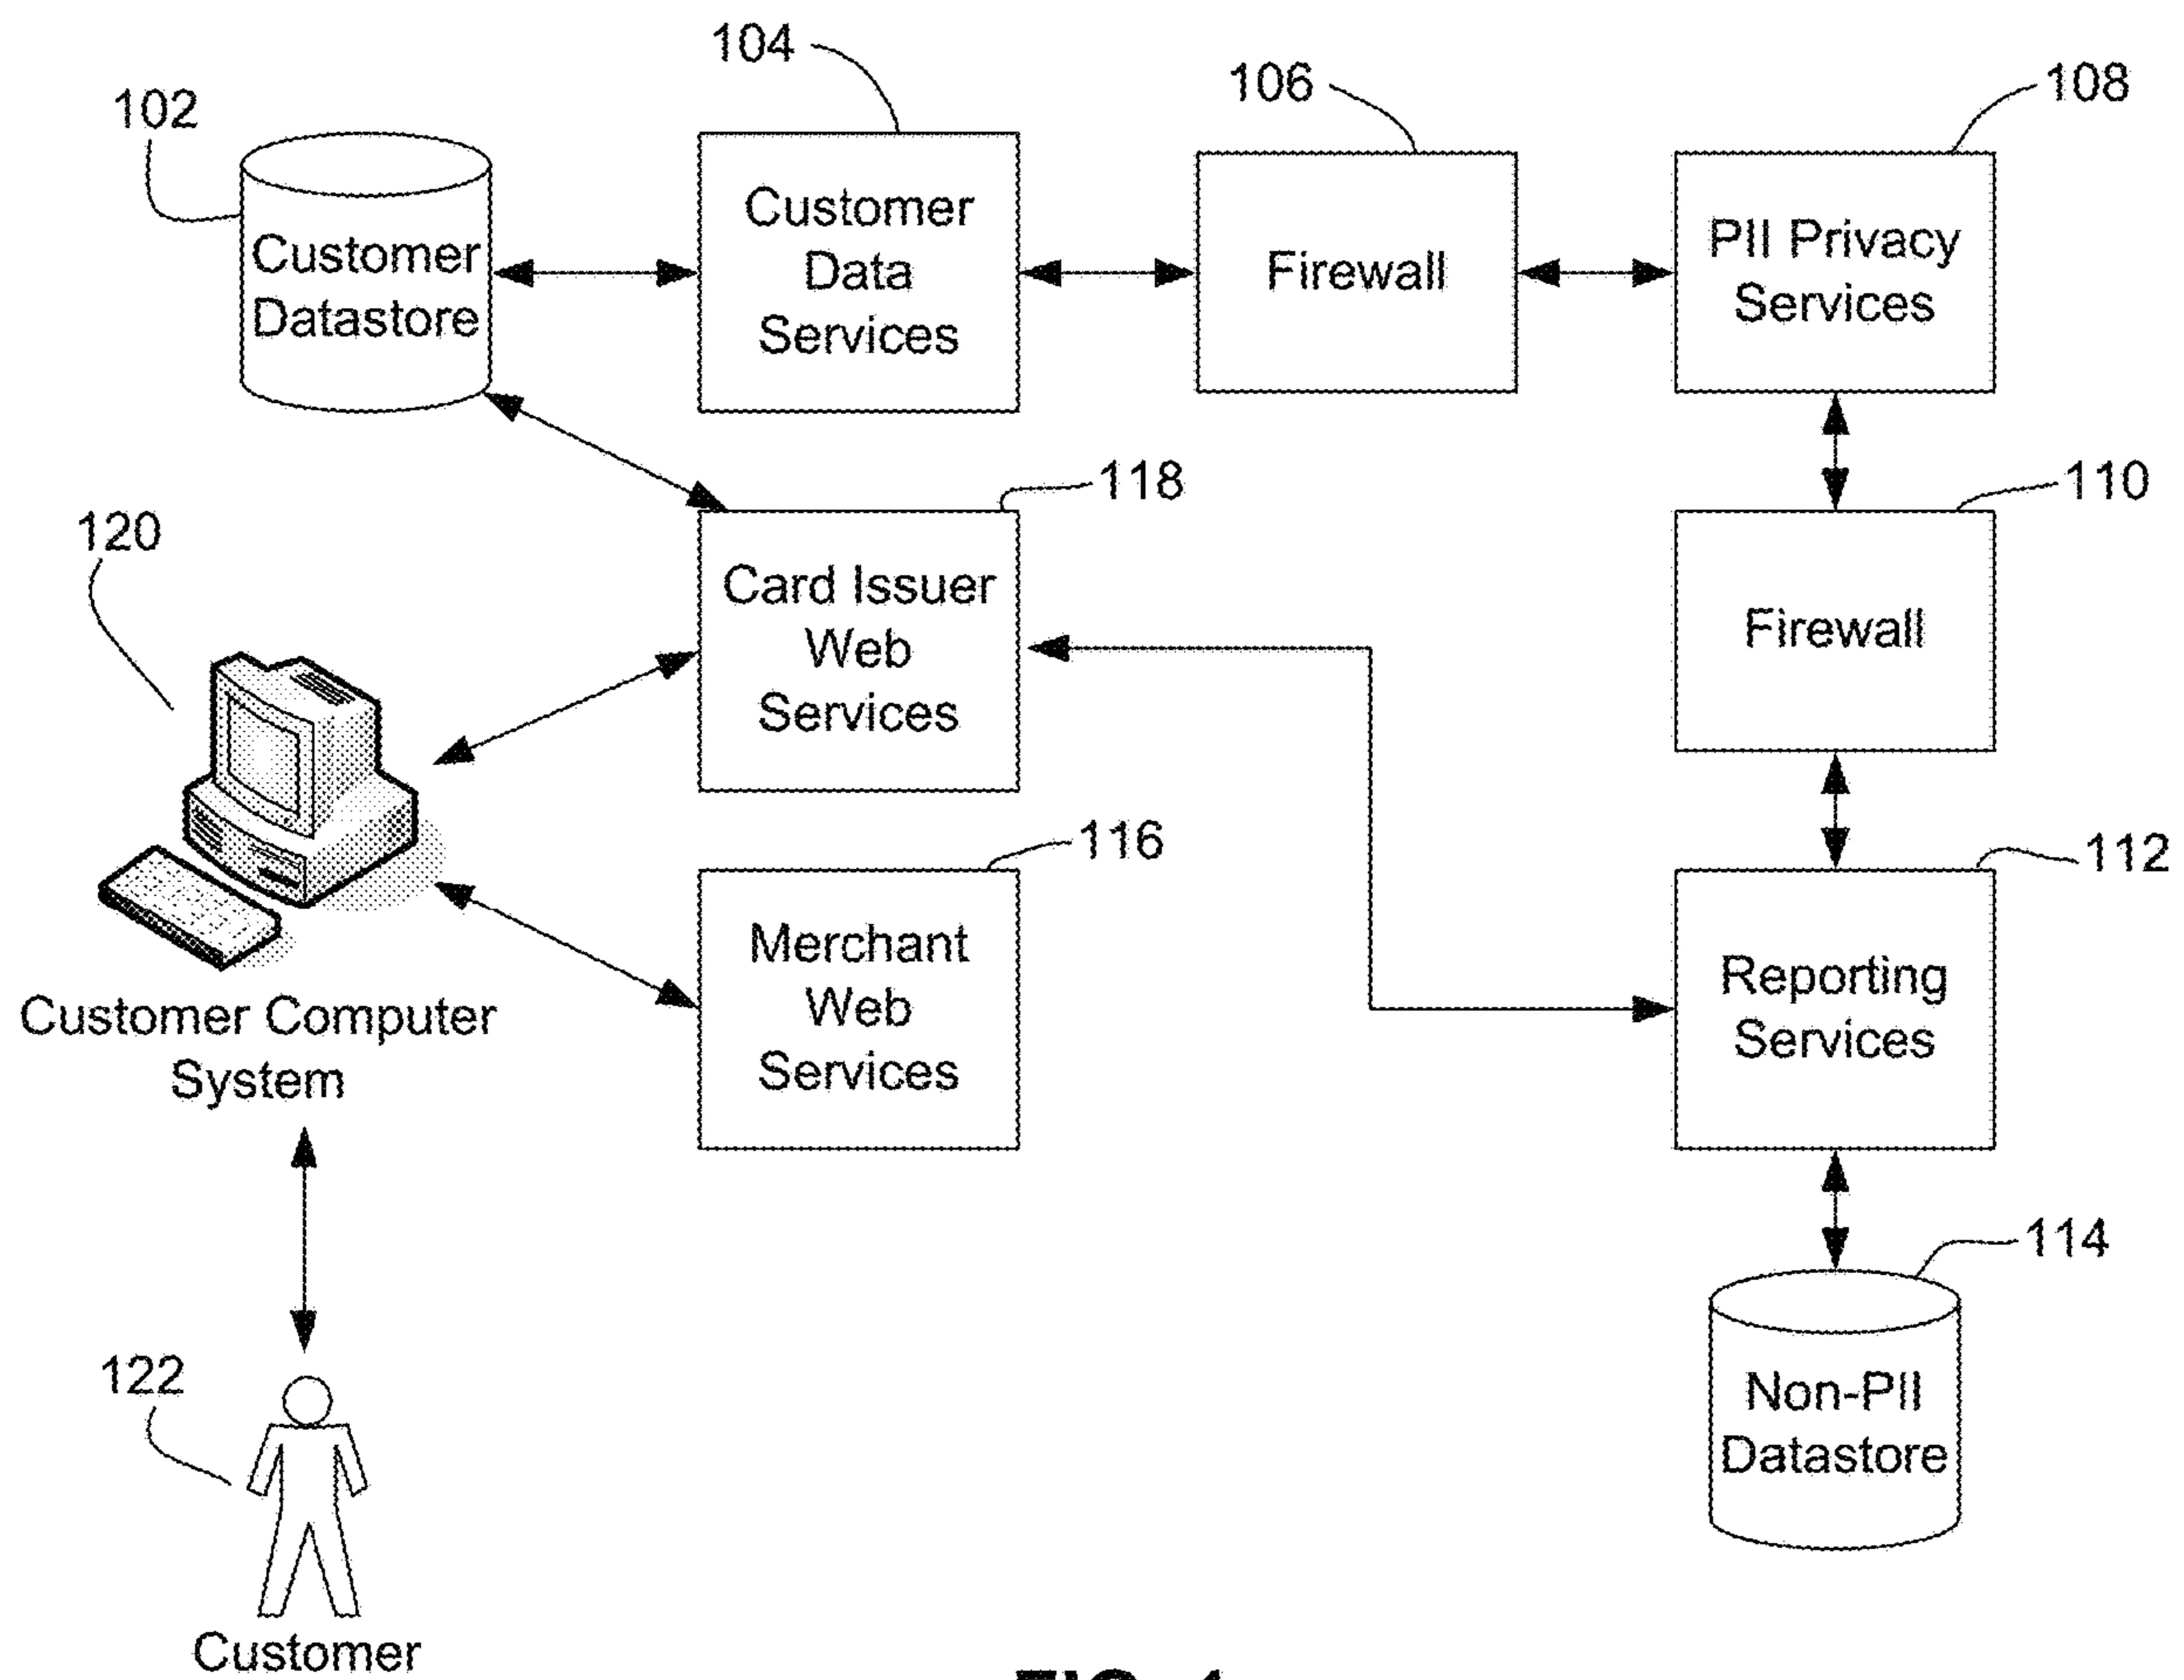 104
106
108
102
Customer
Datastore
Customer
Data
Services
Firewall
PII Privacy
Services
118
110
120
Card Issuer
Web
Services
Firewall
116
112
Merchant
Web
Services
Reporting
Services
Customer Computer
System
114
122
Non-PII
Datastore
Customer